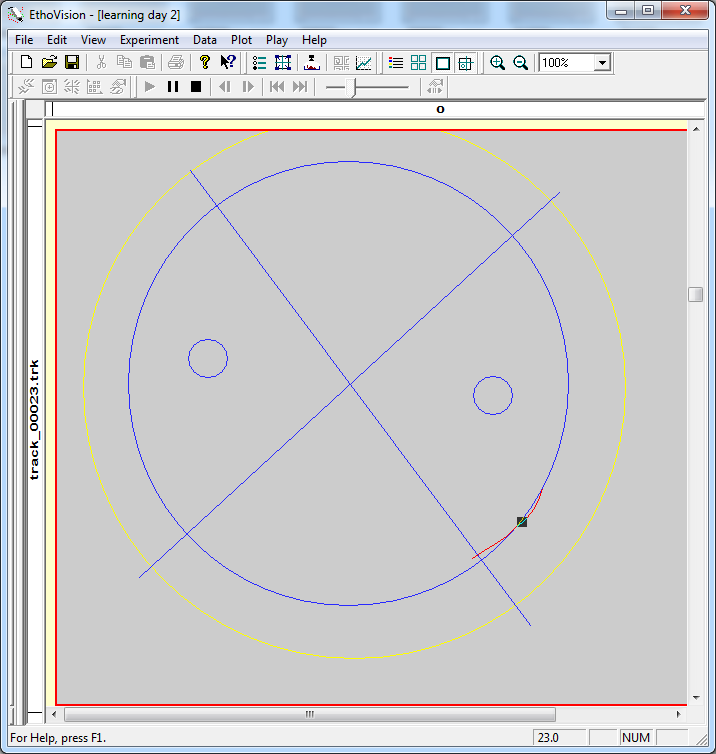 EthoVision - [learning day 2]
File Edit View Experiment Data Plot Play Help
100%
o
track_00023.trk
For Help, press F1.
23.0
NUM